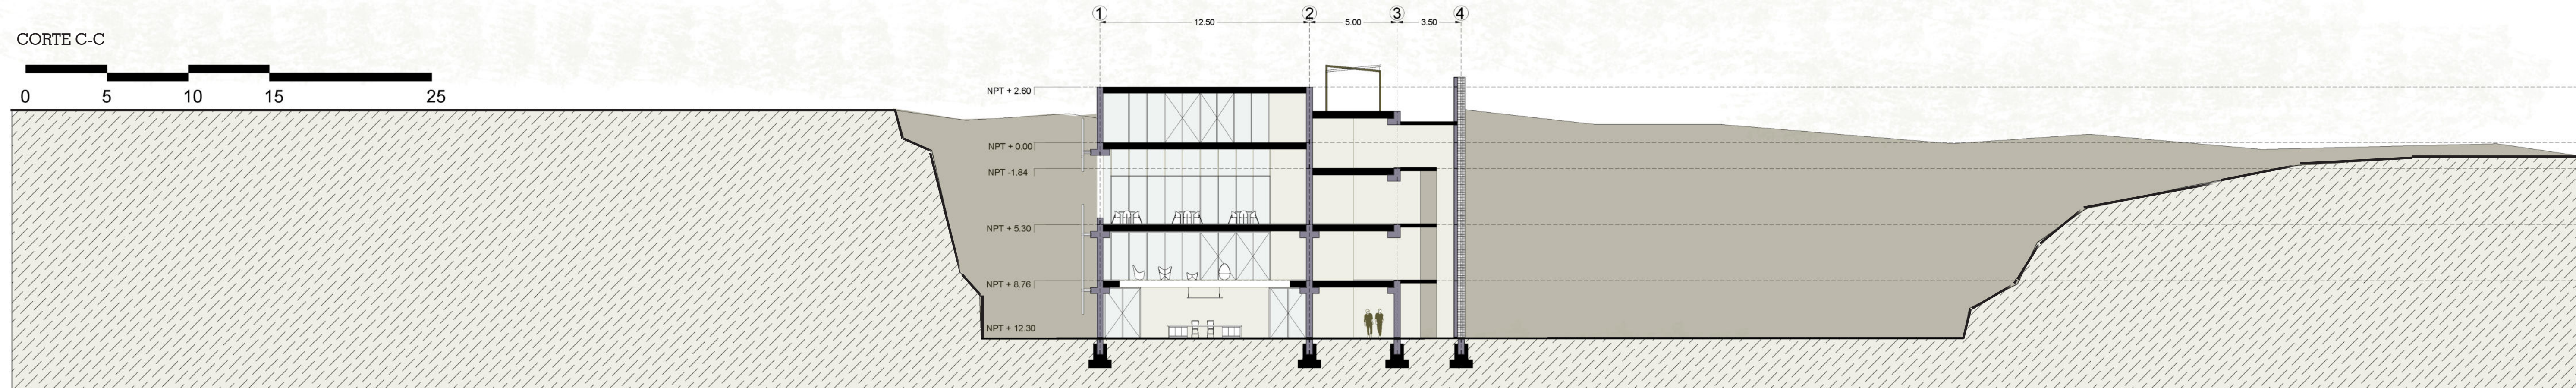 1 2 3 4
12.50 5.00 3.50
CORTE C-C
0 5 10 15 25
NPT + 2.60
NPT + 0.00
NPT -1.84
NPT + 5.30
NPT + 8.76
NPT + 12.30